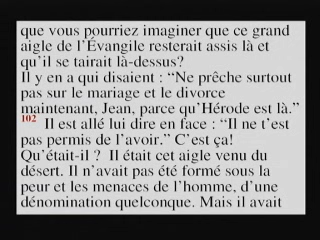 que vous pourriez imaginer que ce grand
aigle de l’Évangile resterait assis là et
qu’il se tairait là-dessus?
Il y en a qui disaient : “Ne prêche surtout
pas sur le mariage et le divorce
maintenant, Jean, parce qu’Hérode est là.”
102 Il est allé lui dire en face : “Il ne t’est
pas permis de l’avoir.” C’est ça!
Qu’était-il ? Il était cet aigle venu du
désert. Il n’avait pas été formé sous la
peur et les menaces de l’homme, d’une
dénomination quelconque. Mais il avait